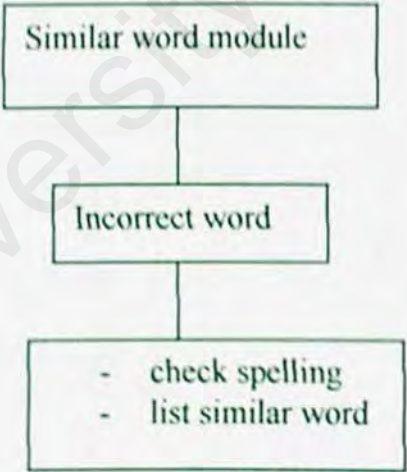 Similar word module
Incorrect word
- check spelling
- list similar word